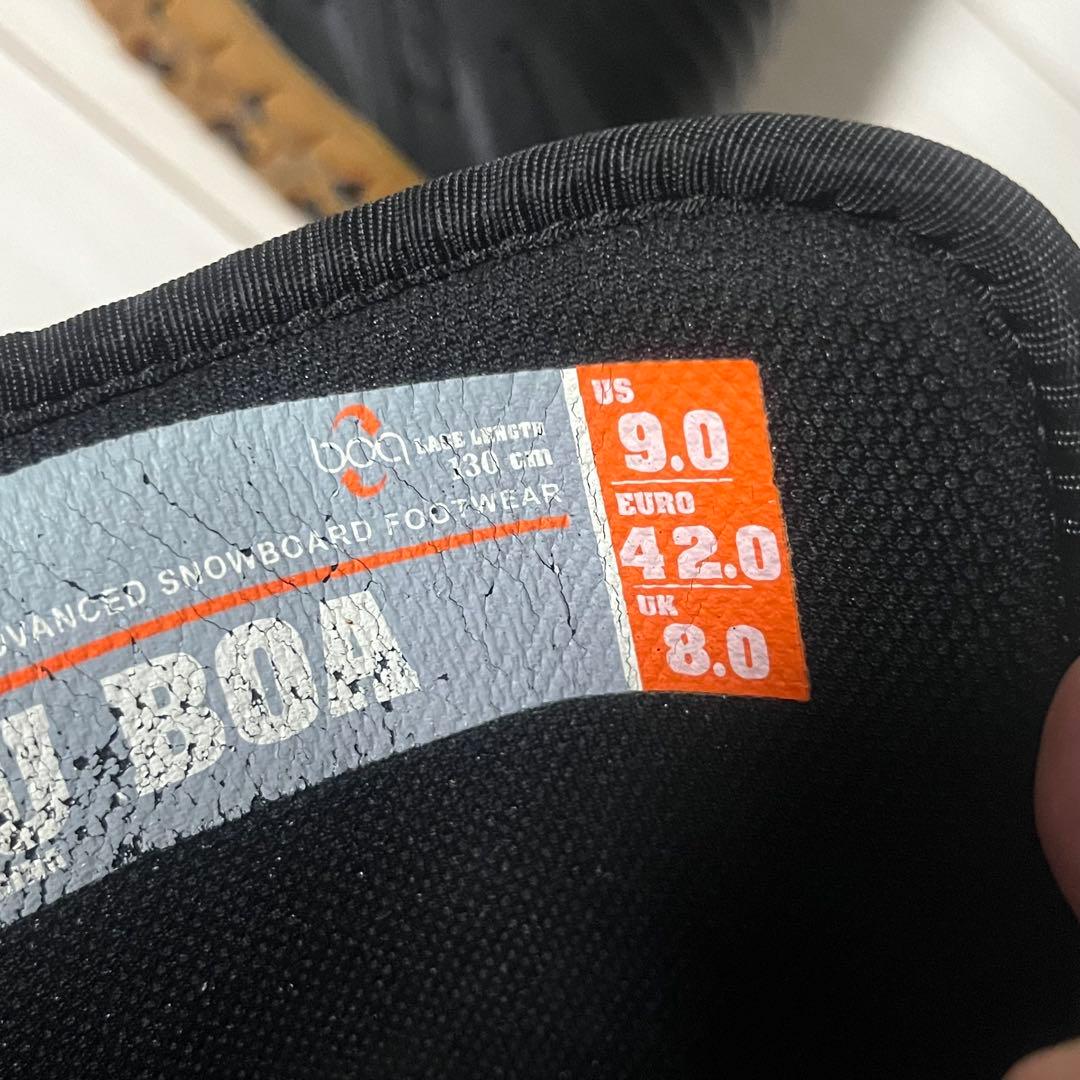 boa LACE LENGTH
130 cm
ADVANCED SNOWBOARD FOOTWEAR
BOA
US
9.0
EURO
42.0
UK
8.0